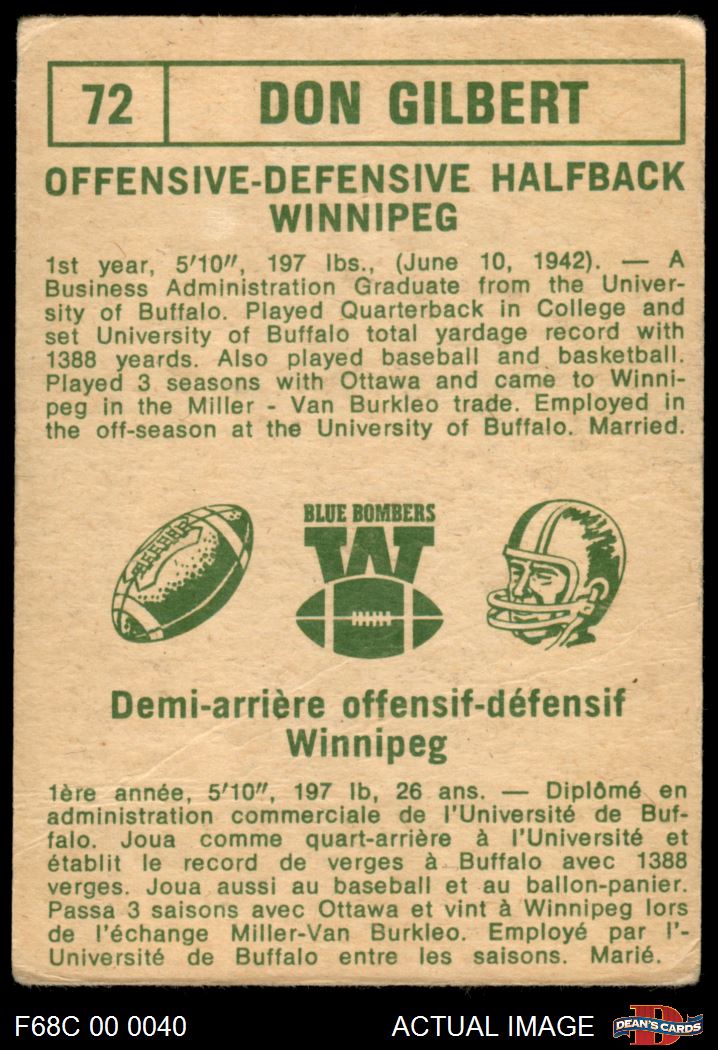 72 DON GILBERT
OFFENSIVE-DEFENSIVE HALFBACK
WINNIPEG
1st year, 5'10", 197 lbs., (June 10, 1942). — A
Business Administration Graduate from the Univer-
sity of Buffalo. Played Quarterback in College and
set University of Buffalo total yardage record with
1388 yeards. Also played baseball and basketball.
Played 3 seasons with Ottawa and came to Winni-
peg in the Miller - Van Burkleo trade. Employed in
the off-season at the University of Buffalo. Married.
BLUE BOMBERS
W
Demi-arrière offensif-défensif
Winnipeg
1ère année, 5'10", 197 lb, 26 ans. — Diplômé en
administration commerciale de l'Université de Buf-
falo. Joua comme quart-arrière à l'Université et
établit le record de verges à Buffalo avec 1388
verges. Joua aussi au baseball et au ballon-panier.
Passa 3 saisons avec Ottawa et vint à Winnipeg lors
de l'échange Miller-Van Burkleo. Employé par l'-
Université de Buffalo entre les saisons. Marié.
F68C 00 0040 ACTUAL IMAGE D DEAN'S CARDS